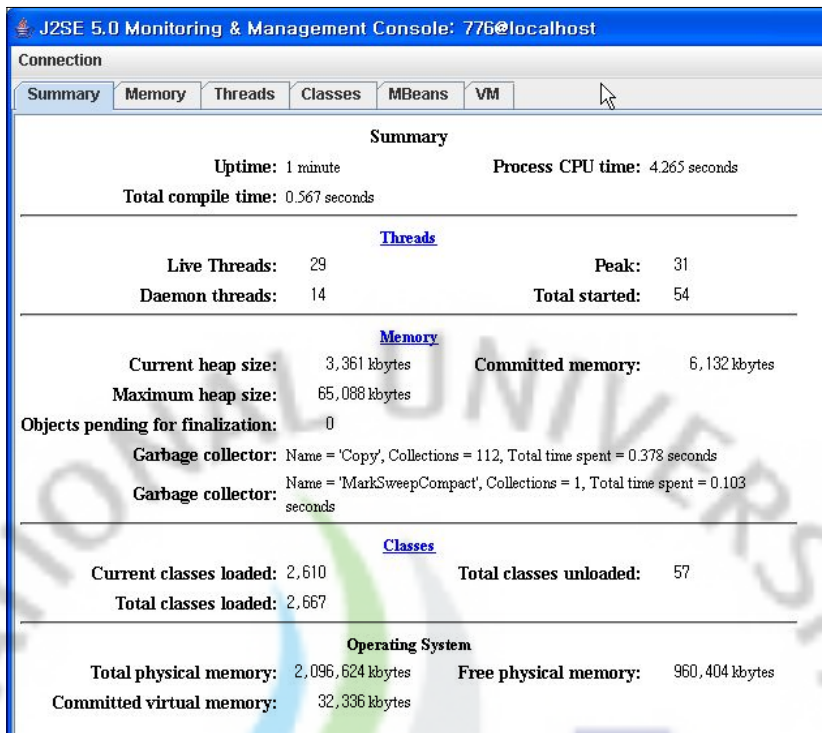 J2SE 5.0 Monitoring & Management Console: 776@localhost
Connection
Summary Memory Threads Classes MBeans VM
Summary
Uptime: 1 minute Process CPU time: 4.265 seconds
Total compile time: 0.567 seconds
Threads
Live Threads: 29 Peak: 31
Daemon threads: 14 Total started: 54
Memory
Current heap size: 3,361 kbytes Committed memory: 6,132 kbytes
Maximum heap size: 65,088 kbytes
Objects pending for finalization: 0
Garbage collector: Name = 'Copy', Collections = 112, Total time spent = 0.378 seconds
Garbage collector: Name = 'MarkSweepCompact', Collections = 1, Total time spent = 0.103
seconds
Classes
Current classes loaded: 2,610 Total classes unloaded: 57
Total classes loaded: 2,667
Operating System
Total physical memory: 2,096,624 kbytes Free physical memory: 960,404 kbytes
Committed virtual memory: 32,336 kbytes